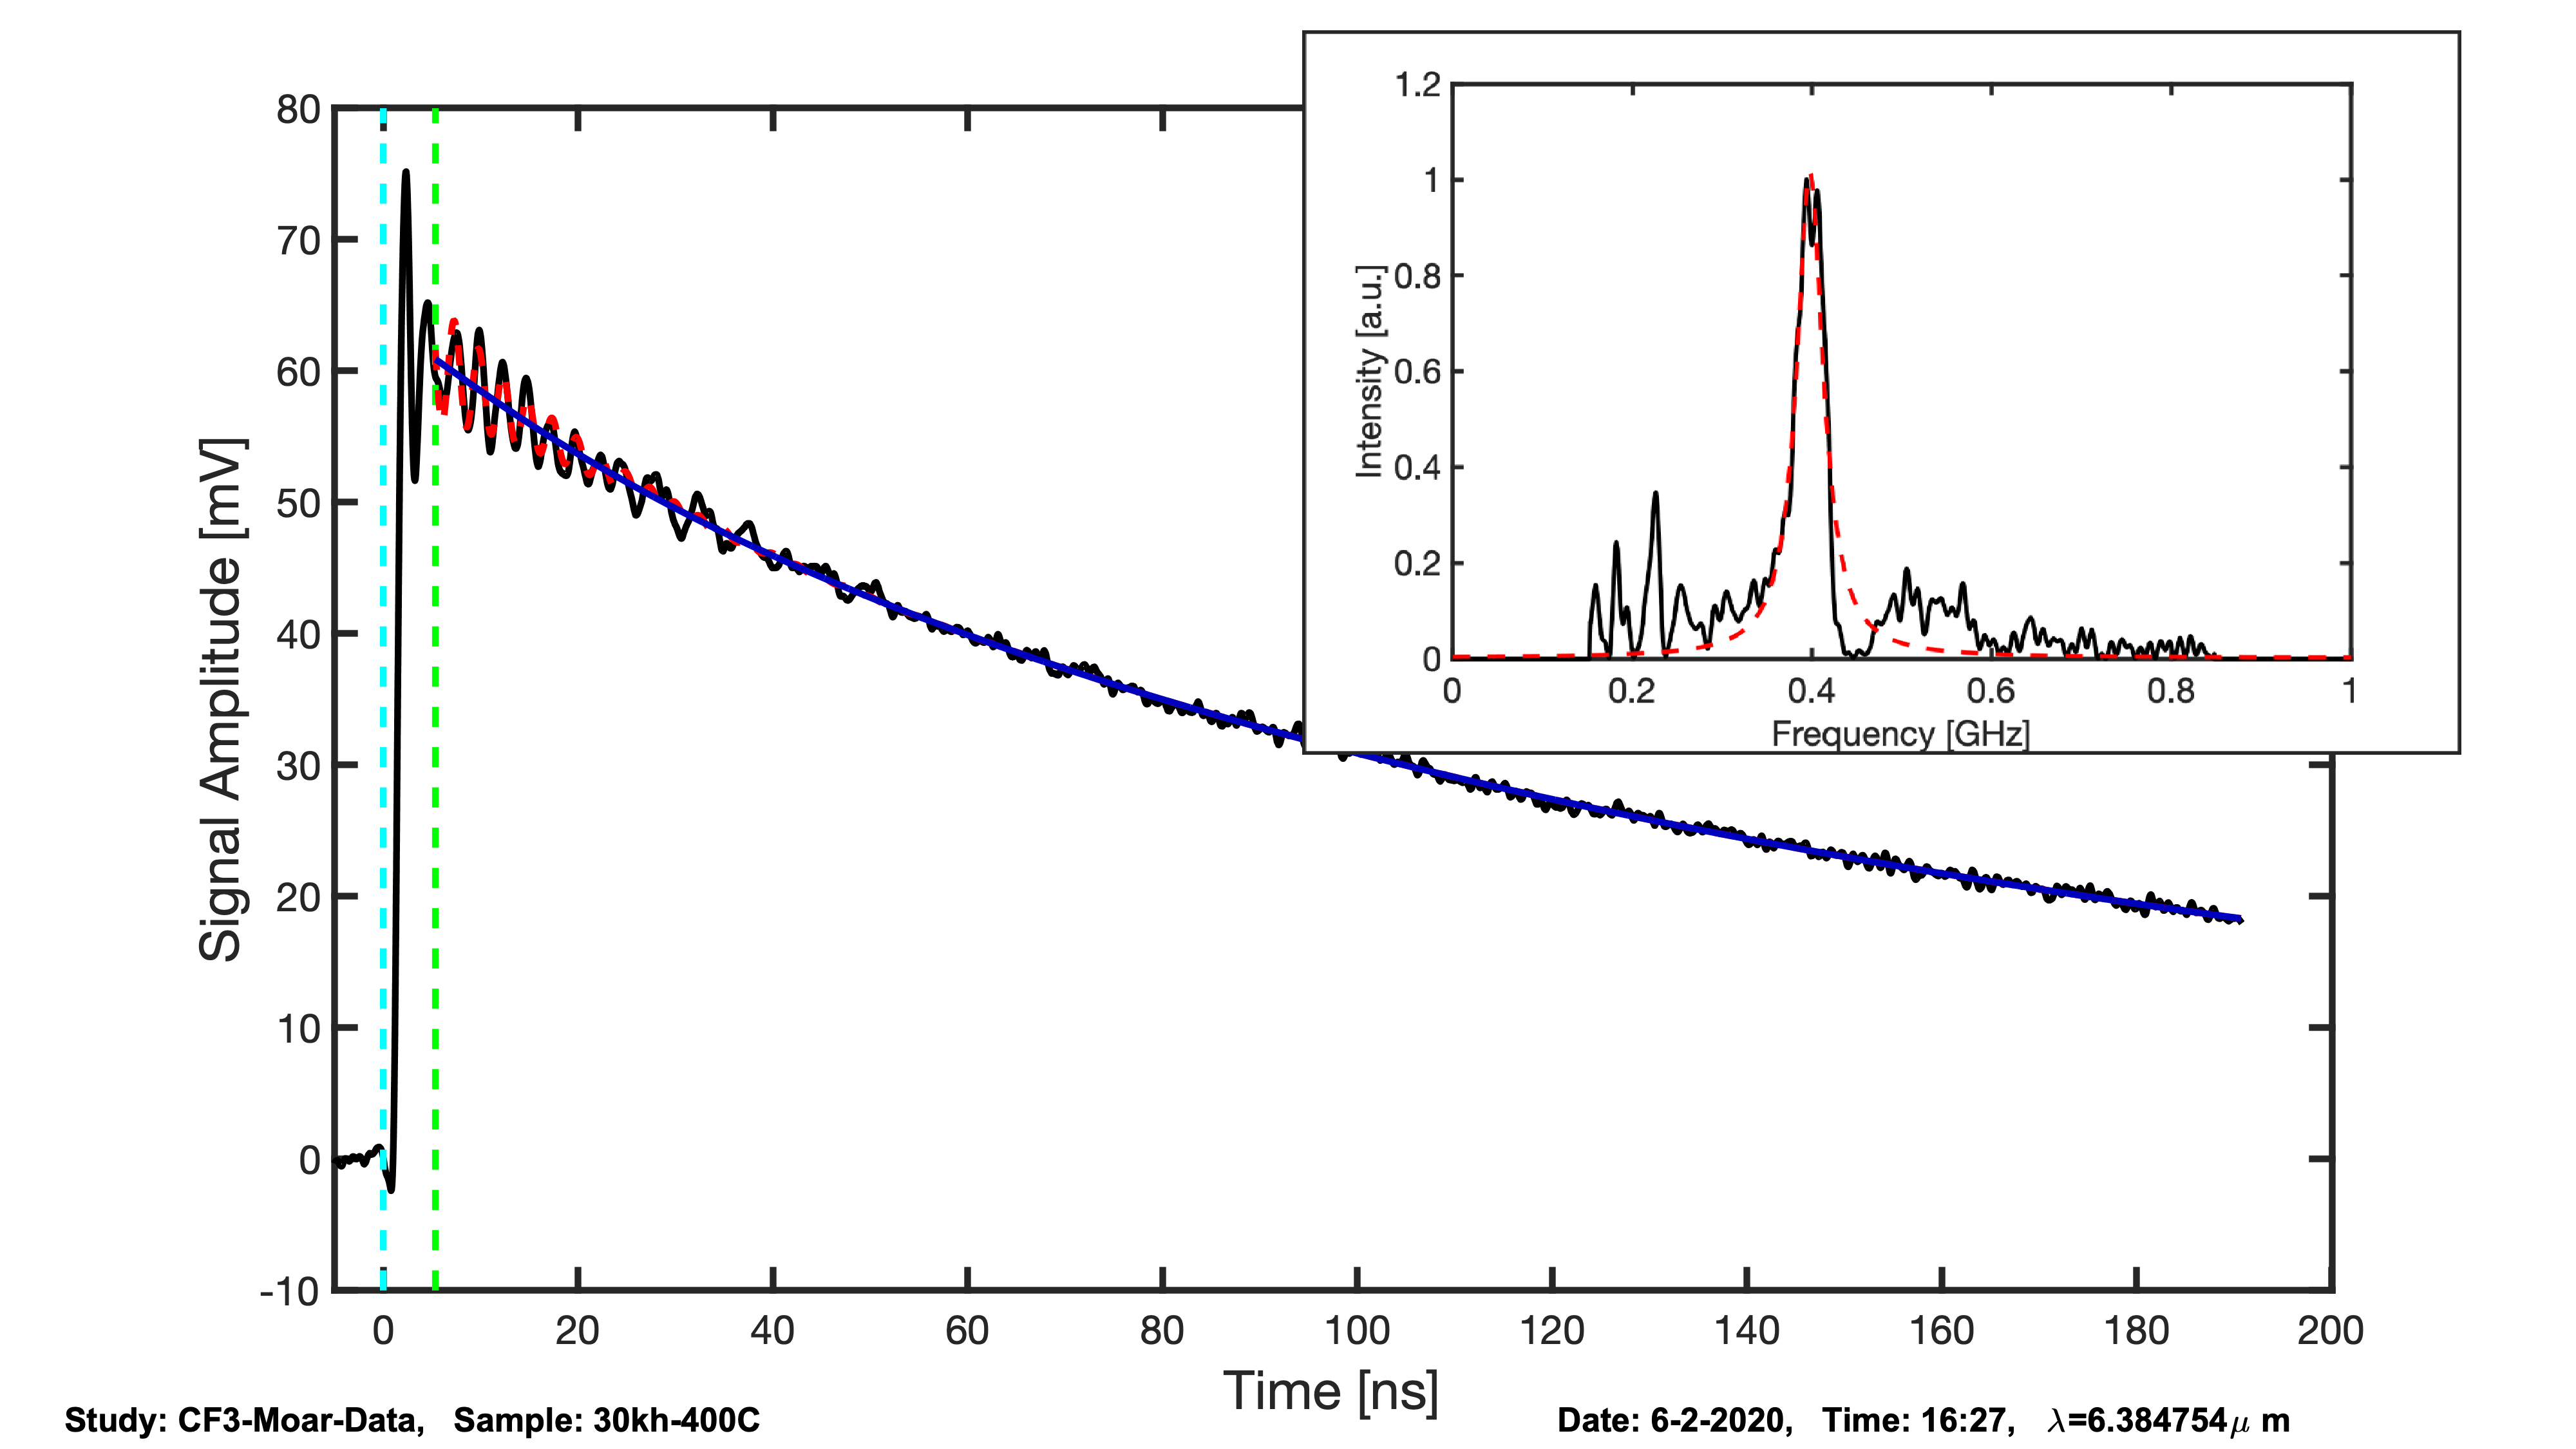 1.2
1
0.8
0.6
0.4
0.2
0
Intensity [a.u.]
0 0.2 0.4 0.6 0.8 1
Frequency [GHz]
80
70
60
50
40
30
20
10
0
-10
Signal Amplitude [mV]
0 20 40 60 80 100 120 140 160 180 200
Time [ns]
Study: CF3-Moar-Data, Sample: 30kh-400C
Date: 6-2-2020, Time: 16:27, λ=6.384754μ m